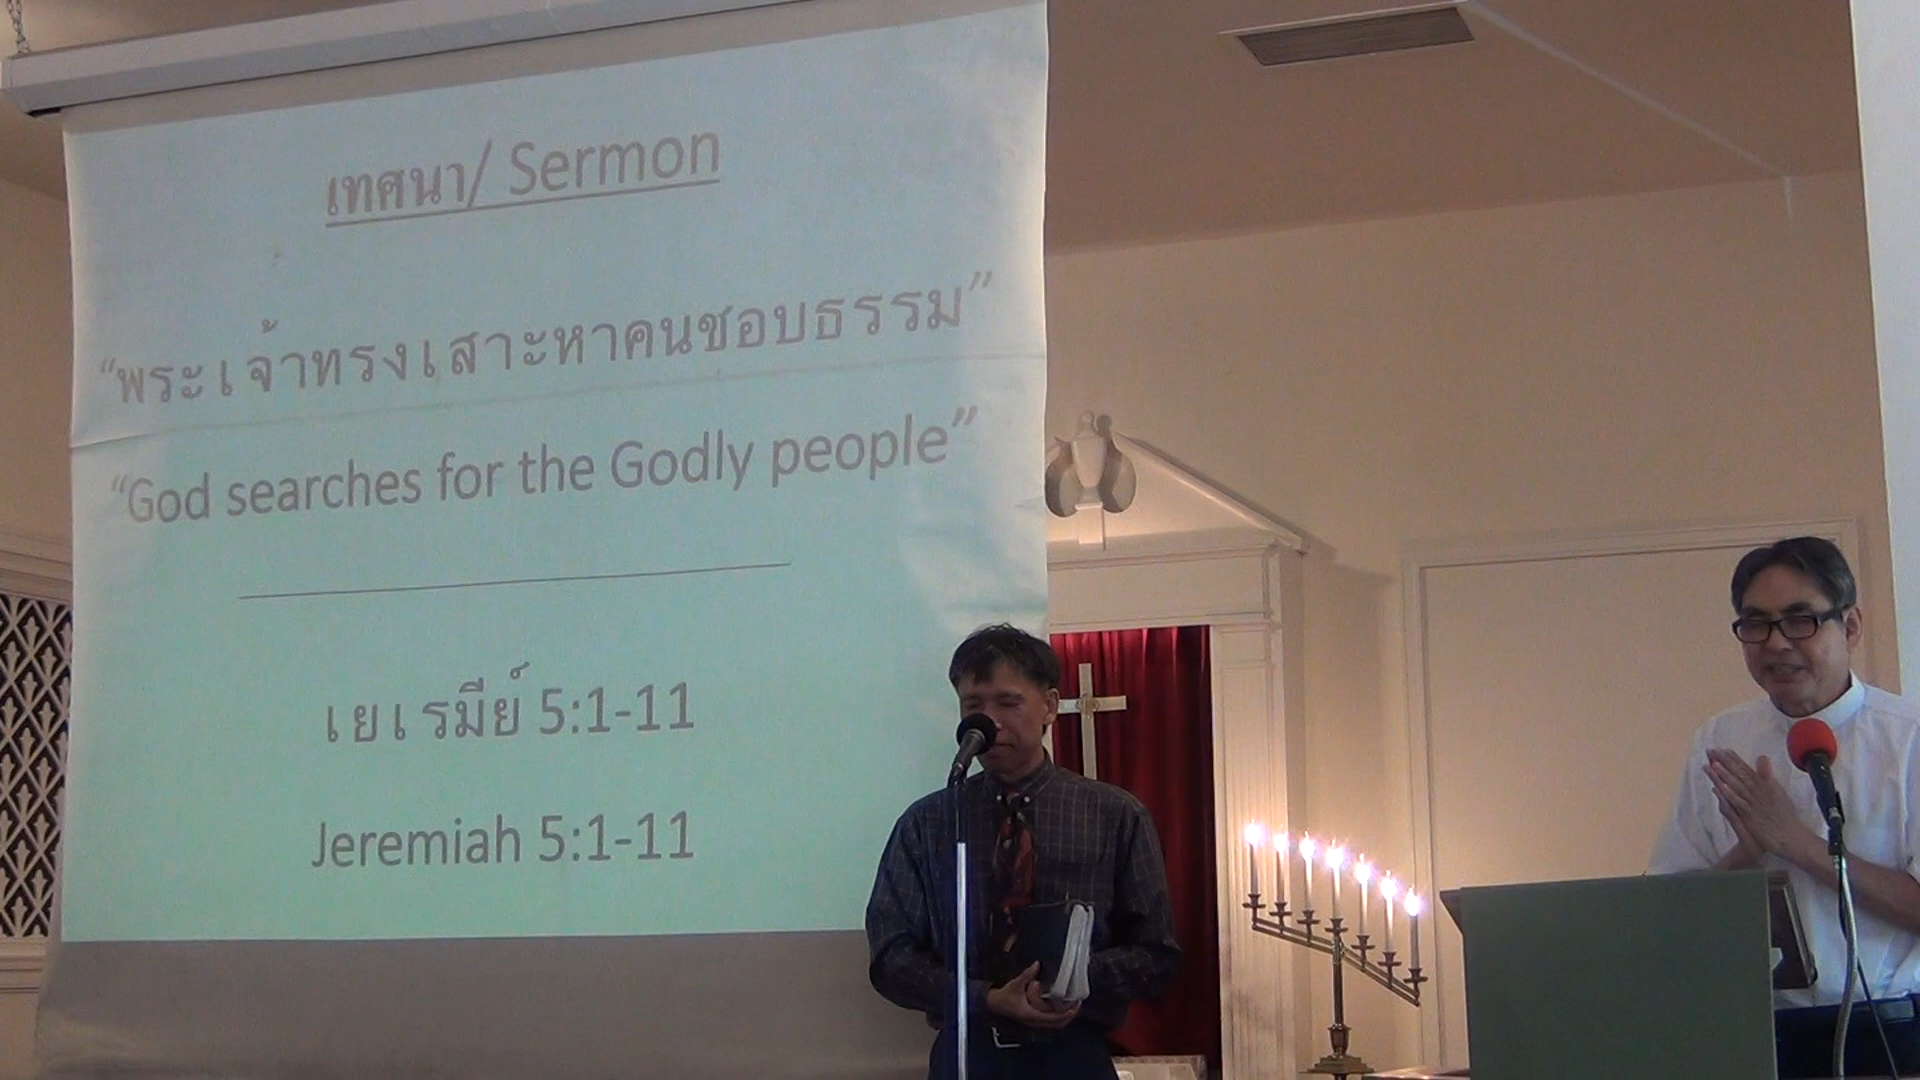 เทศนา/ Sermon
“พระเจ้าทรงเสาะหาคนชอบธรรม”
“God searches for the Godly people”
เยเรมีย์ 5:1-11
Jeremiah 5:1-11